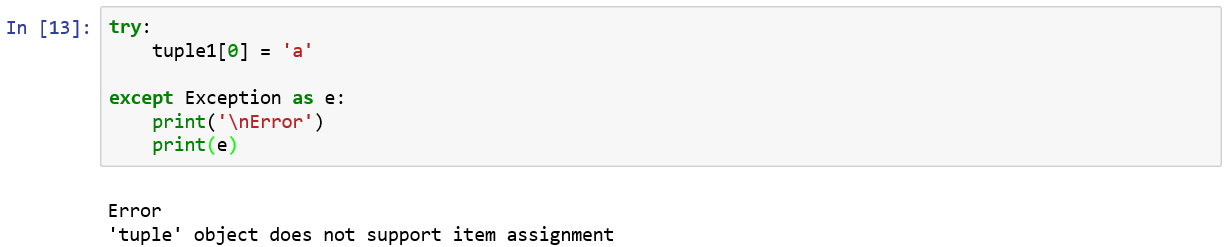 In [13]: try:
    tuple1[0] = 'a'
except Exception as e:
    print('\nError')
    print(e)
Error
'tuple' object does not support item assignment